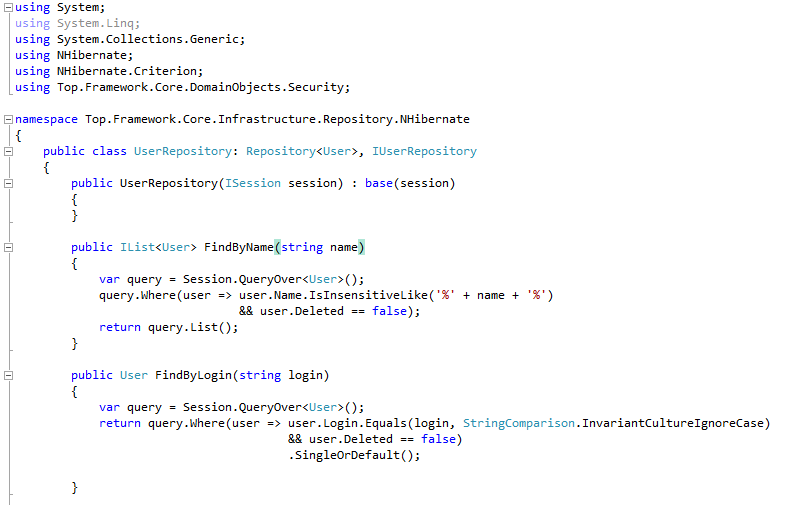 using System;
using System.Linq;
using System.Collections.Generic;
using NHibernate;
using NHibernate.Criterion;
using Top.Framework.Core.DomainObjects.Security;

namespace Top.Framework.Core.Infrastructure.Repository.NHibernate
{
    public class UserRepository: Repository<User>, IUserRepository
    {
        public UserRepository(ISession session) : base(session)
        {
        }

        public IList<User> FindByName(string name)
        {
            var query = Session.QueryOver<User>();
            query.Where(user => user.Name.IsInsensitiveLike('%' + name + '%')
                                && user.Deleted == false);
            return query.List();
        }

        public User FindByLogin(string login)
        {
            var query = Session.QueryOver<User>();
            return query.Where(user => user.Login.Equals(login, StringComparison.InvariantCultureIgnoreCase)
                                       && user.Deleted == false)
                                       .SingleOrDefault();

        }